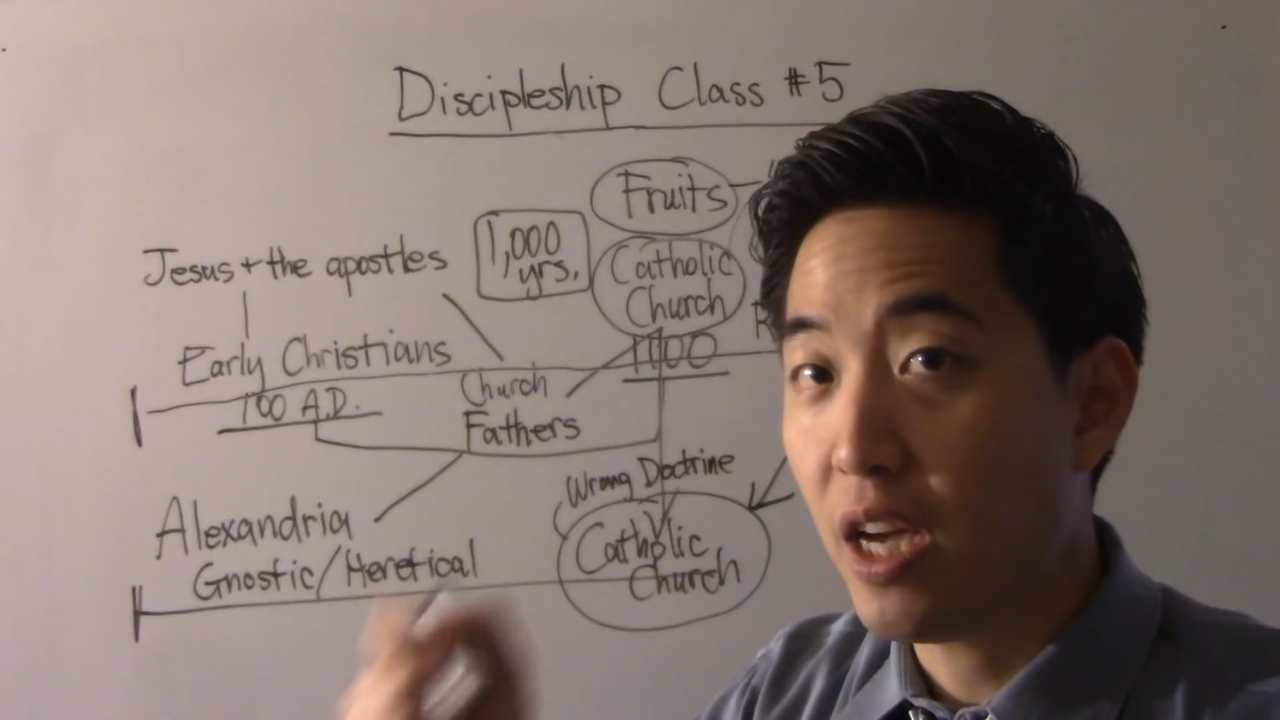 Discipleship Class #5
Fruits
1,000
yrs.
Catholic
Church
Jesus + the apostles
Early Christians
100 A.D.
Church
Fathers
Wrong Doctrine
Alexandria
Gnostic/Heretical
Catholic
Church